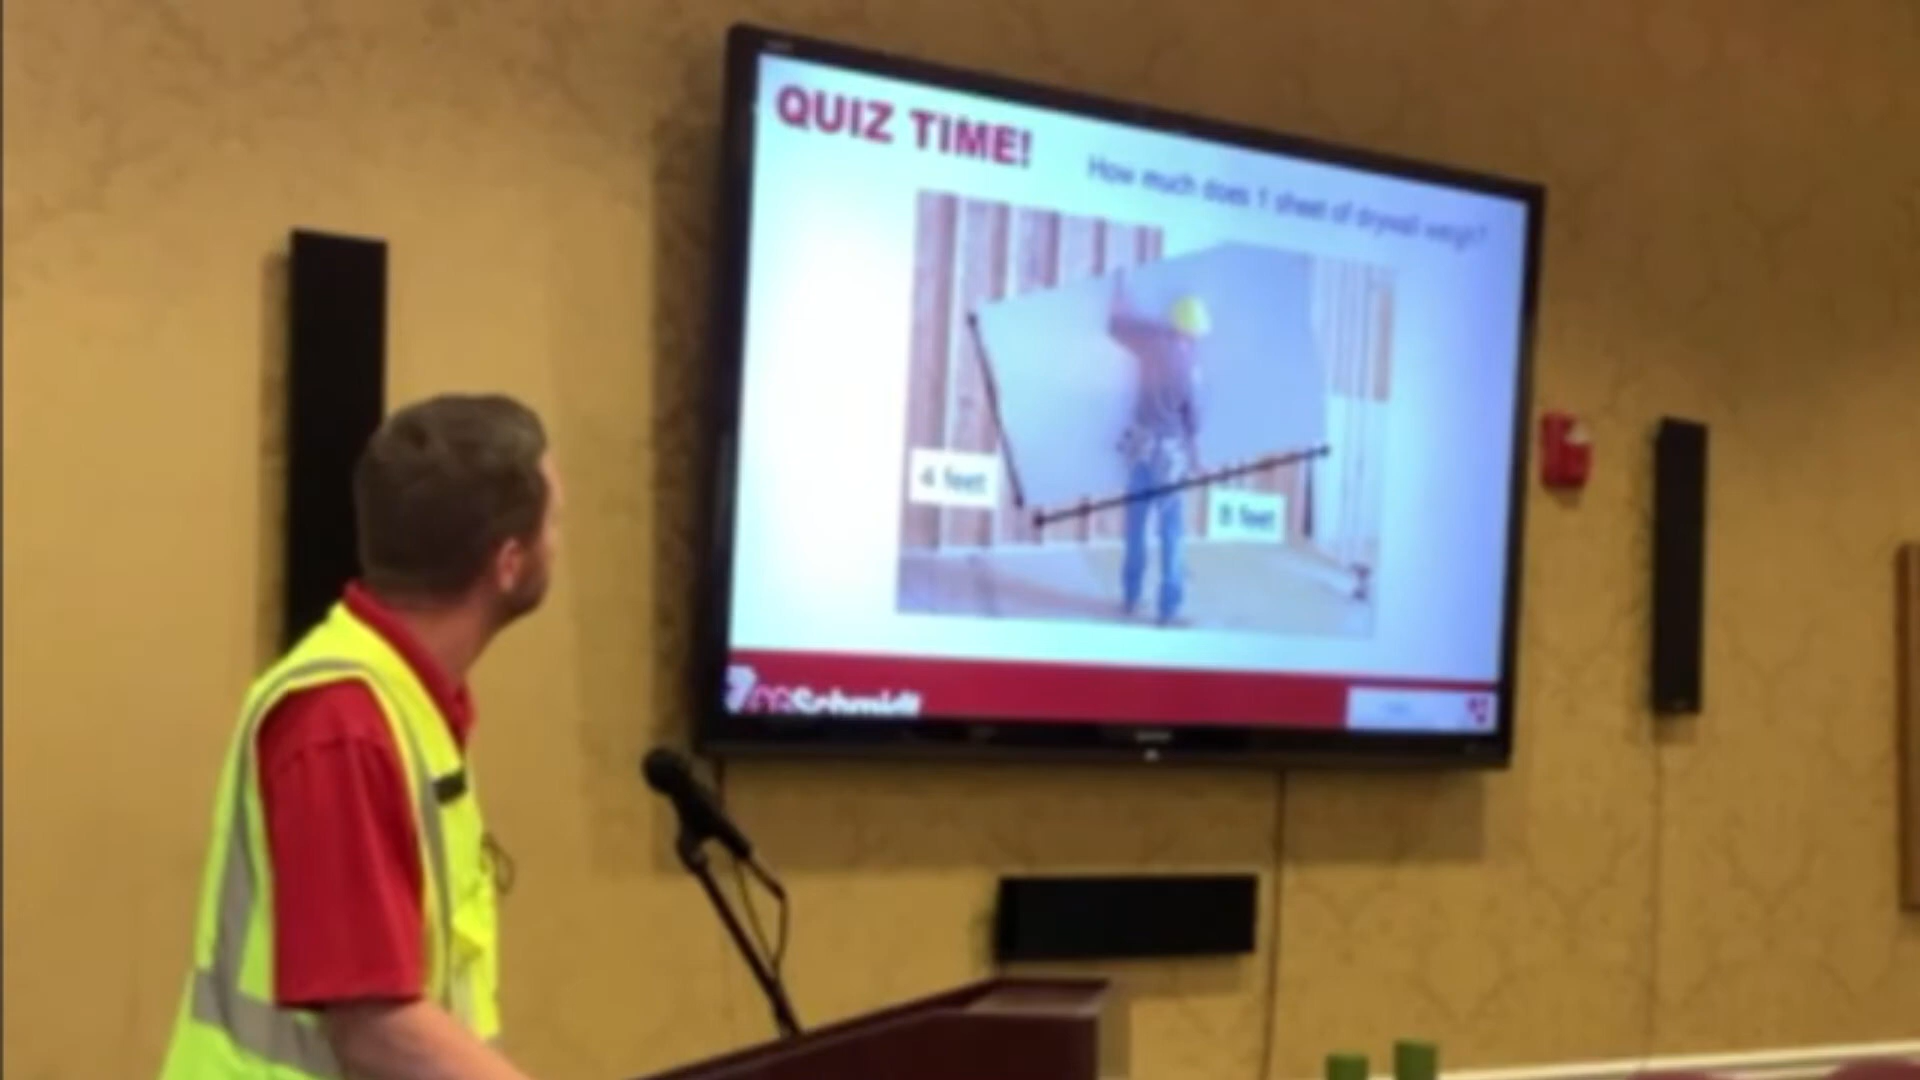 QUIZ TIME!
How much does 1 sheet of drywall weigh?
4 feet
8 feet
Schmidt